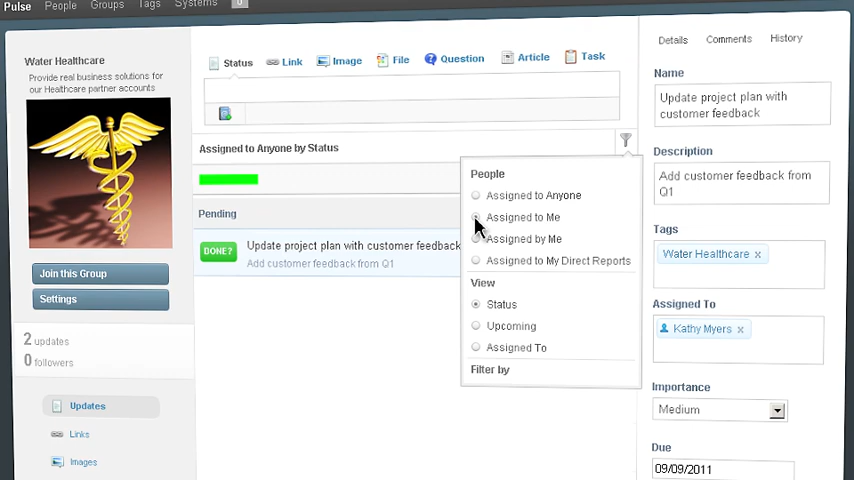 Pulse People Groups Tags Systems 0
Water Healthcare
Provide real business solutions for
our Healthcare partner accounts
Join this Group
Settings
2 updates
0 followers
Updates
Links
Images
Status Link Image File Question Article Task
Assigned to Anyone by Status
Pending
DONE?
Update project plan with customer feedback
Add customer feedback from Q1
People
Assigned to Anyone
Assigned to Me
Assigned by Me
Assigned to My Direct Reports
View
Status
Upcoming
Assigned To
Filter by
Details Comments History
Name
Update project plan with
customer feedback
Description
Add customer feedback from
Q1
Tags
Water Healthcare x
Assigned To
Kathy Myers x
Importance
Medium
Due
09/09/2011